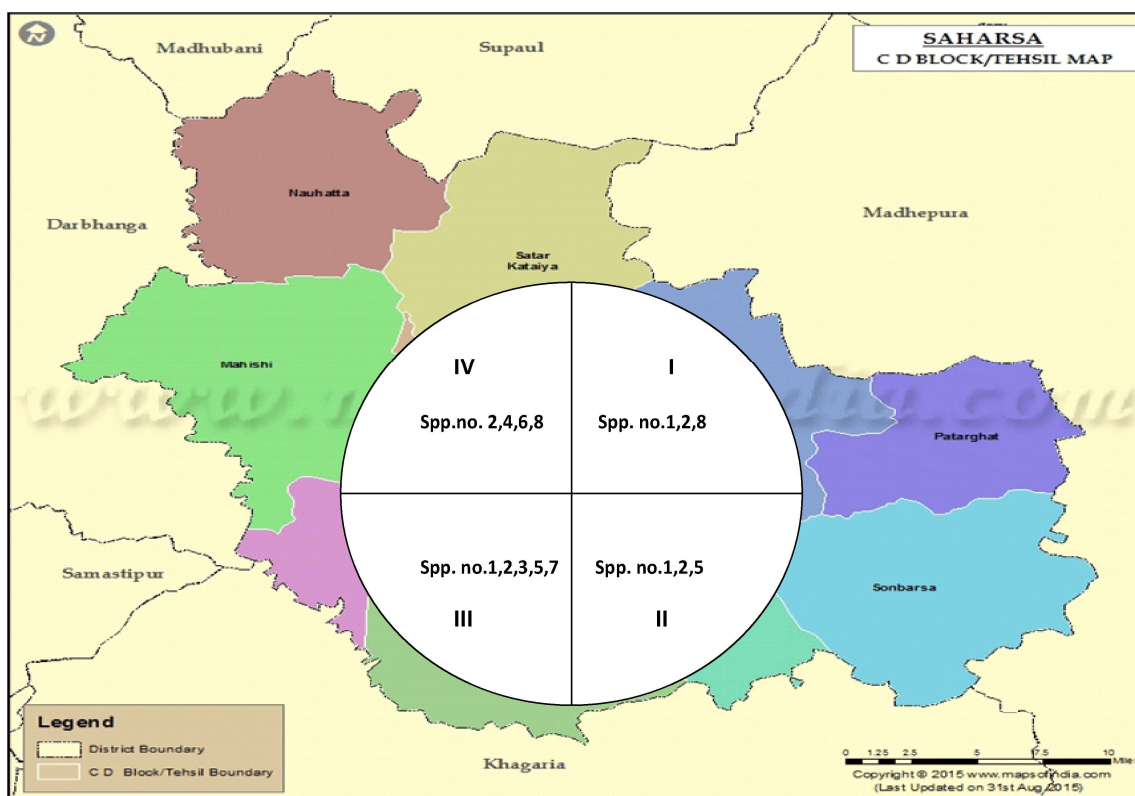 N
Madhubani
Supaul
SAHARSA
C D BLOCK/TEHSIL MAP
Nauhatta
Darbhanga
Madhepura
Satar
Kataiya
Mahishi
IV
I
Spp.no. 2,4,6,8
Spp. no.1,2,8
Patarghat
Samastipur
Spp. no.1,2,3,5,7
Spp. no.1,2,5
Sonbarsa
III
II
Legend
District Boundary
C D Block/Tehsil Boundary
Khagaria
0 1.25 2.5 5 7.5 10
Miles
Copyright © 2015 www.mapsofindia.com
(Last Updated on 31st Aug 2015)